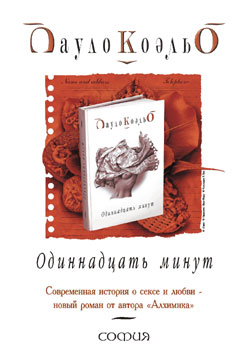 Пауло Коэльо
Пауло Коэльо
Одиннадцать минут
Одиннадцать минут
Современная история о сексе и любви -
новый роман от автора «Алхимика»
СОФИЯ